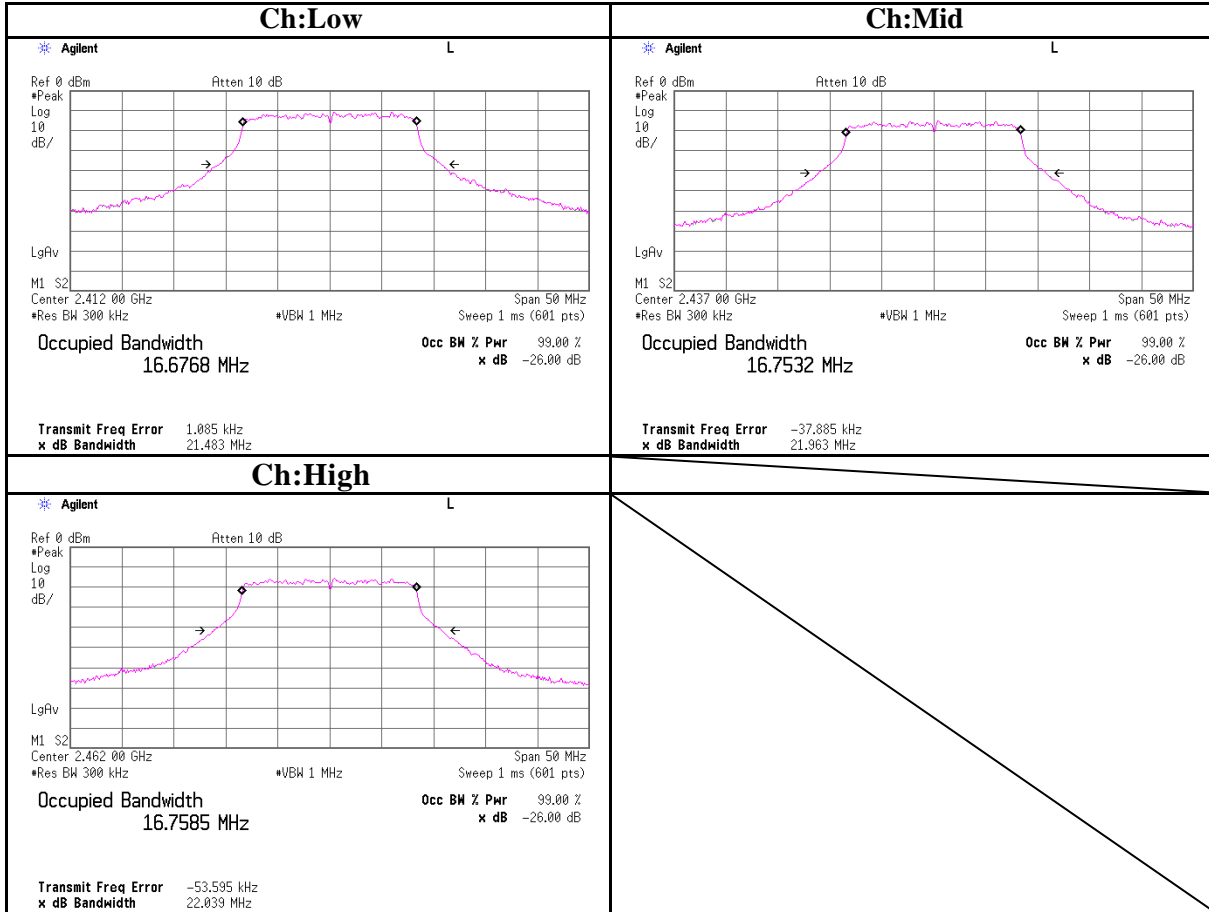 Ch:Low
Agilent L
Ref 0 dBm Atten 10 dB
#Peak
Log
10
dB/
LgAv
M1 S2
Center 2.412 00 GHz Span 50 MHz
#Res BW 300 kHz #VBW 1 MHz Sweep 1 ms (601 pts)
Occupied Bandwidth Occ BW % Pwr 99.00 %
16.6768 MHz x dB -26.00 dB
Transmit Freq Error 1.085 kHz
x dB Bandwidth 21.483 MHz
Ch:Mid
Agilent L
Ref 0 dBm Atten 10 dB
#Peak
Log
10
dB/
LgAv
M1 S2
Center 2.437 00 GHz Span 50 MHz
#Res BW 300 kHz #VBW 1 MHz Sweep 1 ms (601 pts)
Occupied Bandwidth Occ BW % Pwr 99.00 %
16.7532 MHz x dB -26.00 dB
Transmit Freq Error -37.885 kHz
x dB Bandwidth 21.963 MHz
Ch:High
Agilent L
Ref 0 dBm Atten 10 dB
#Peak
Log
10
dB/
LgAv
M1 S2
Center 2.462 00 GHz Span 50 MHz
#Res BW 300 kHz #VBW 1 MHz Sweep 1 ms (601 pts)
Occupied Bandwidth Occ BW % Pwr 99.00 %
16.7585 MHz x dB -26.00 dB
Transmit Freq Error -53.595 kHz
x dB Bandwidth 22.039 MHz